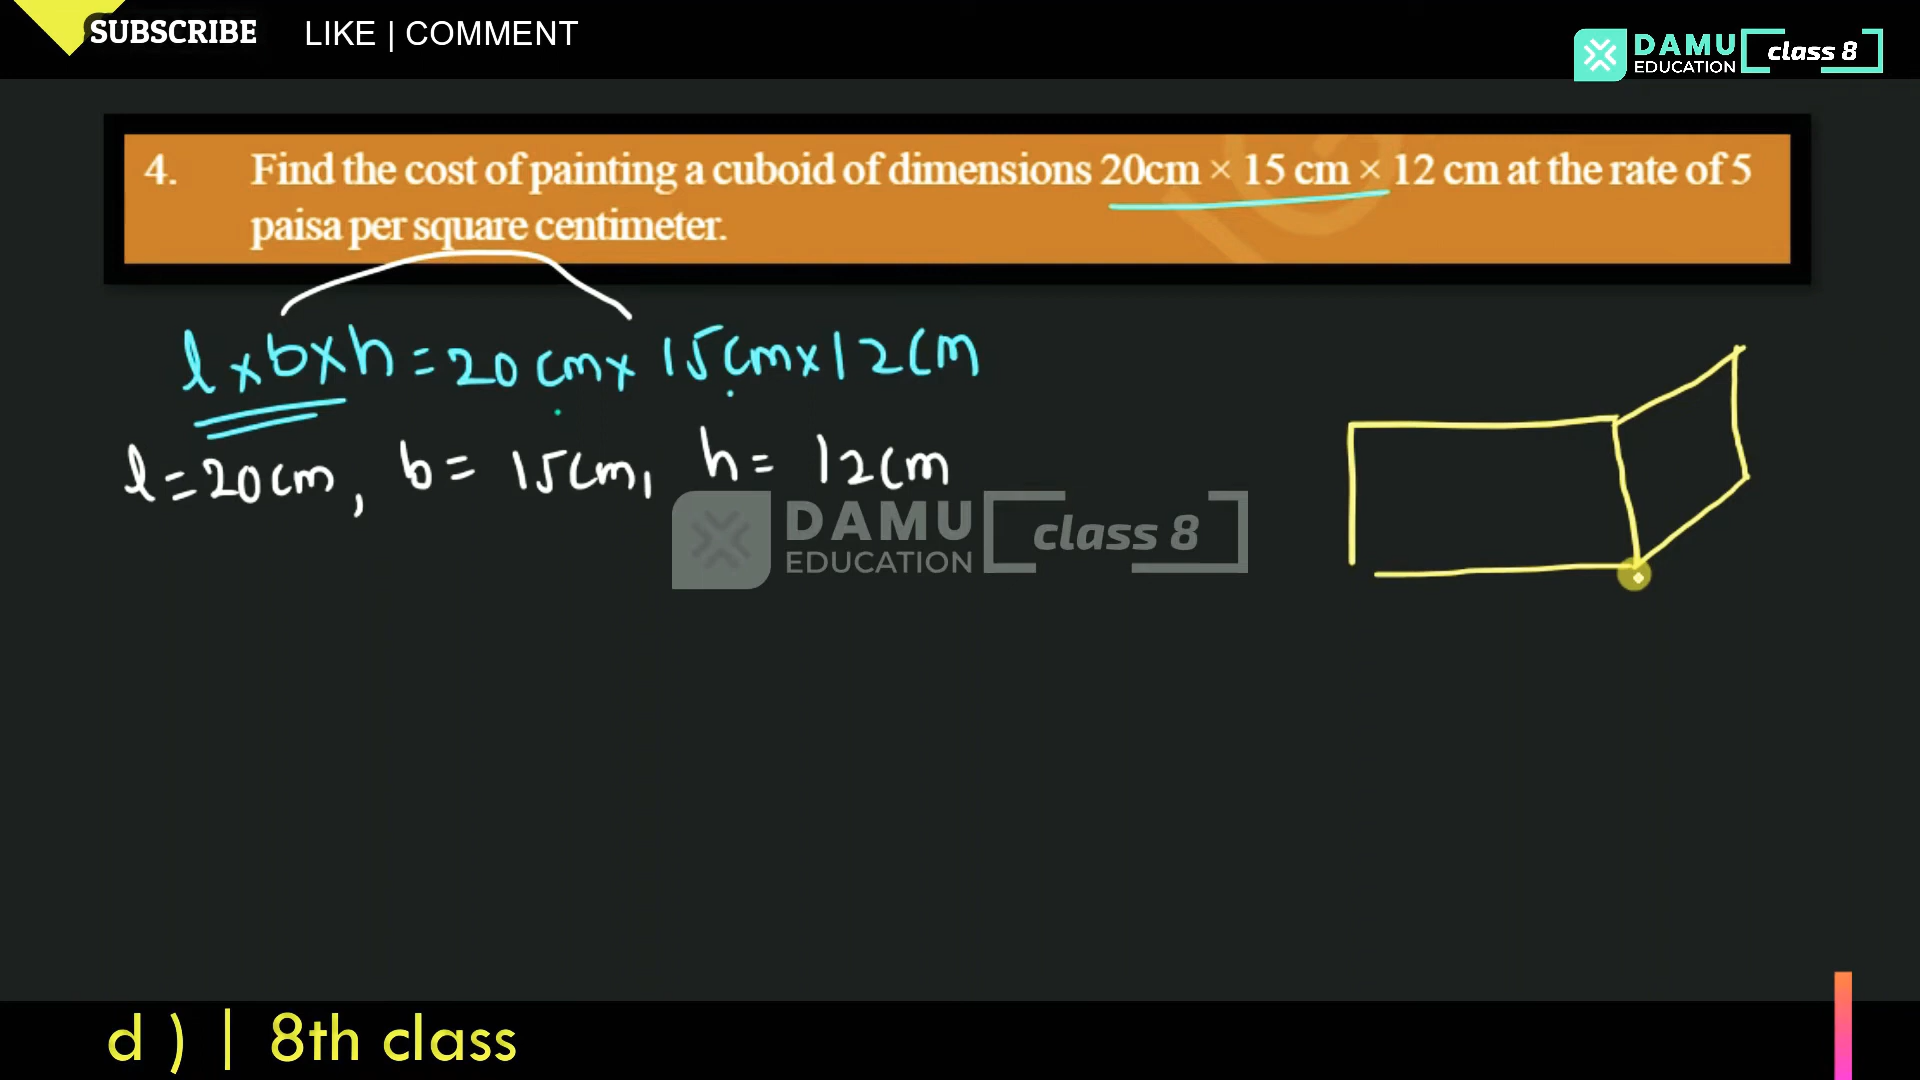 SUBSCRIBE LIKE | COMMENT
DAMU EDUCATION class 8
4. Find the cost of painting a cuboid of dimensions 20cm × 15 cm × 12 cm at the rate of 5
paisa per square centimeter.
l × b × h = 20 cm × 15 cm × 12 cm
l = 20 cm, b = 15 cm, h = 12 cm
DAMU EDUCATION class 8
d ) | 8th class